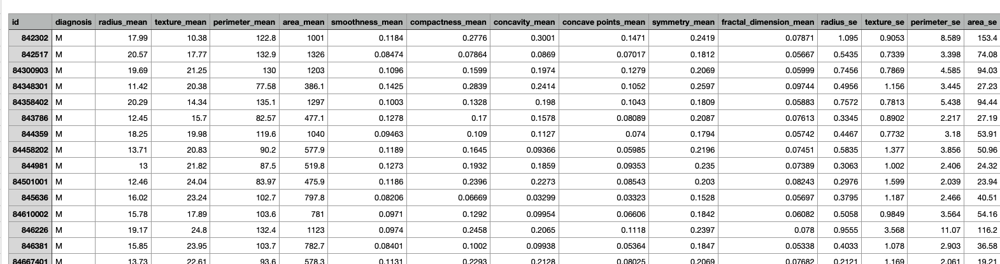 id diagnosis radius_mean texture_mean perimeter_mean area_mean smoothness_mean compactness_mean concavity_mean concave points_mean symmetry_mean fractal_dimension_mean radius_se texture_se perimeter_se area_se
842302 M 17.99 10.38 122.8 1001 0.1184 0.2776 0.3001 0.1471 0.2419 0.07871 1.095 0.9053 8.589 153.4
842517 M 20.57 17.77 132.9 1326 0.08474 0.07864 0.0869 0.07017 0.1812 0.05667 0.5435 0.7339 3.398 74.08
84300903 M 19.69 21.25 130 1203 0.1096 0.1599 0.1974 0.1279 0.2069 0.05999 0.7456 0.7869 4.585 94.03
84348301 M 11.42 20.38 77.58 386.1 0.1425 0.2839 0.2414 0.1052 0.2597 0.09744 0.4956 1.156 3.445 27.23
84358402 M 20.29 14.34 135.1 1297 0.1003 0.1328 0.198 0.1043 0.1809 0.05883 0.7572 0.7813 5.438 94.44
843786 M 12.45 15.7 82.57 477.1 0.1278 0.17 0.1578 0.08089 0.2087 0.07613 0.3345 0.8902 2.217 27.19
844359 M 18.25 19.98 119.6 1040 0.09463 0.109 0.1127 0.074 0.1794 0.05742 0.4467 0.7732 3.18 53.91
84458202 M 13.71 20.83 90.2 577.9 0.1189 0.1645 0.09366 0.05985 0.2196 0.07451 0.5835 1.377 3.856 50.96
844981 M 13 21.82 87.5 519.8 0.1273 0.1932 0.1859 0.09353 0.235 0.07389 0.3063 1.002 2.406 24.32
84501001 M 12.46 24.04 83.97 475.9 0.1186 0.2396 0.2273 0.08543 0.203 0.08243 0.2976 1.599 2.039 23.94
845636 M 16.02 23.24 102.7 797.8 0.08206 0.06669 0.03299 0.03323 0.1528 0.05697 0.3795 1.187 2.466 40.51
84610002 M 15.78 17.89 103.6 781 0.0971 0.1292 0.09954 0.06606 0.1842 0.06082 0.5058 0.9849 3.564 54.16
846226 M 19.17 24.8 132.4 1123 0.0974 0.2458 0.2065 0.1118 0.2397 0.078 0.9555 3.568 11.07 116.2
846381 M 15.85 23.95 103.7 782.7 0.08401 0.1002 0.09938 0.05364 0.1847 0.05338 0.4033 1.078 2.903 36.58
84667401 M 13.73 22.61 93.6 578.3 0.1131 0.2293 0.2128 0.08025 0.2069 0.07682 0.2121 1.169 2.061 19.21